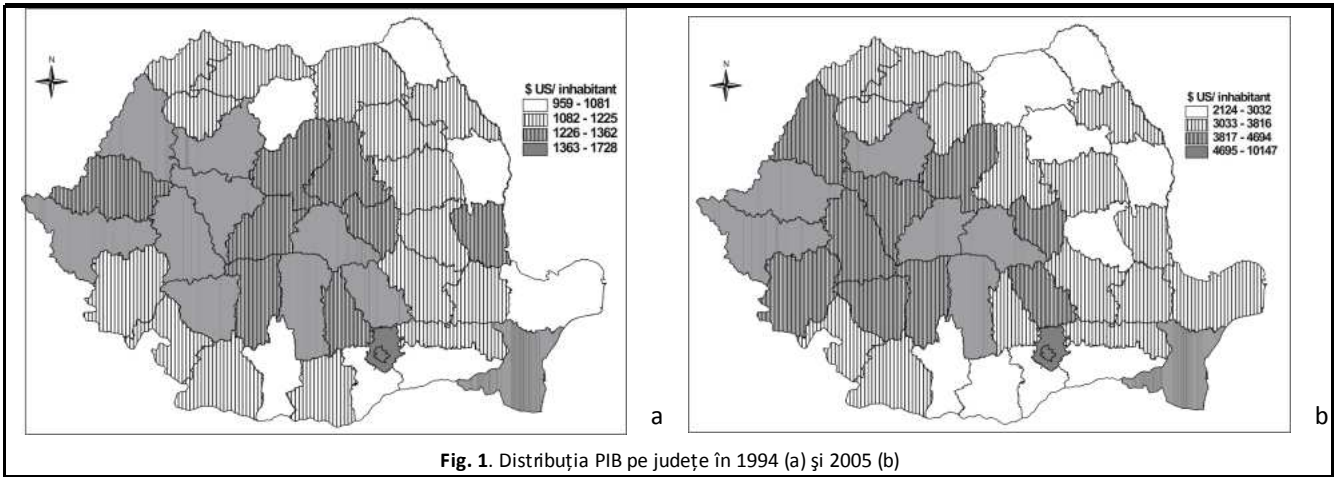 N
$ US/ inhabitant
959 - 1081
1082 - 1225
1226 - 1362
1363 - 1728
a
N
$ US/ inhabitant
2124 - 3032
3033 - 3816
3817 - 4694
4695 - 10147
b
Fig. 1. Distribuția PIB pe județe în 1994 (a) şi 2005 (b)